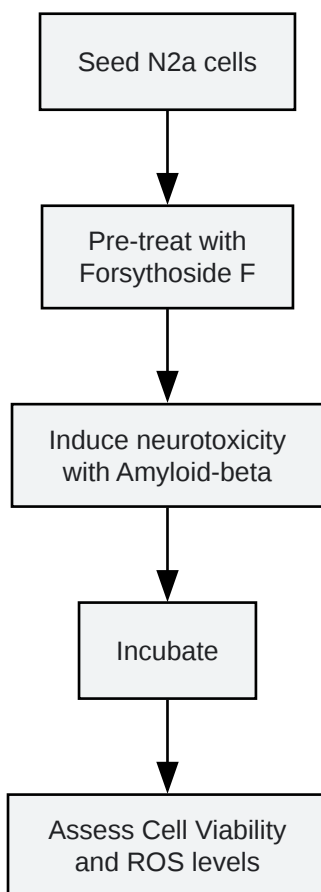 Seed N2a cells
Pre-treat with
Forsythoside F
Induce neurotoxicity
with Amyloid-beta
Incubate
Assess Cell Viability
and ROS levels